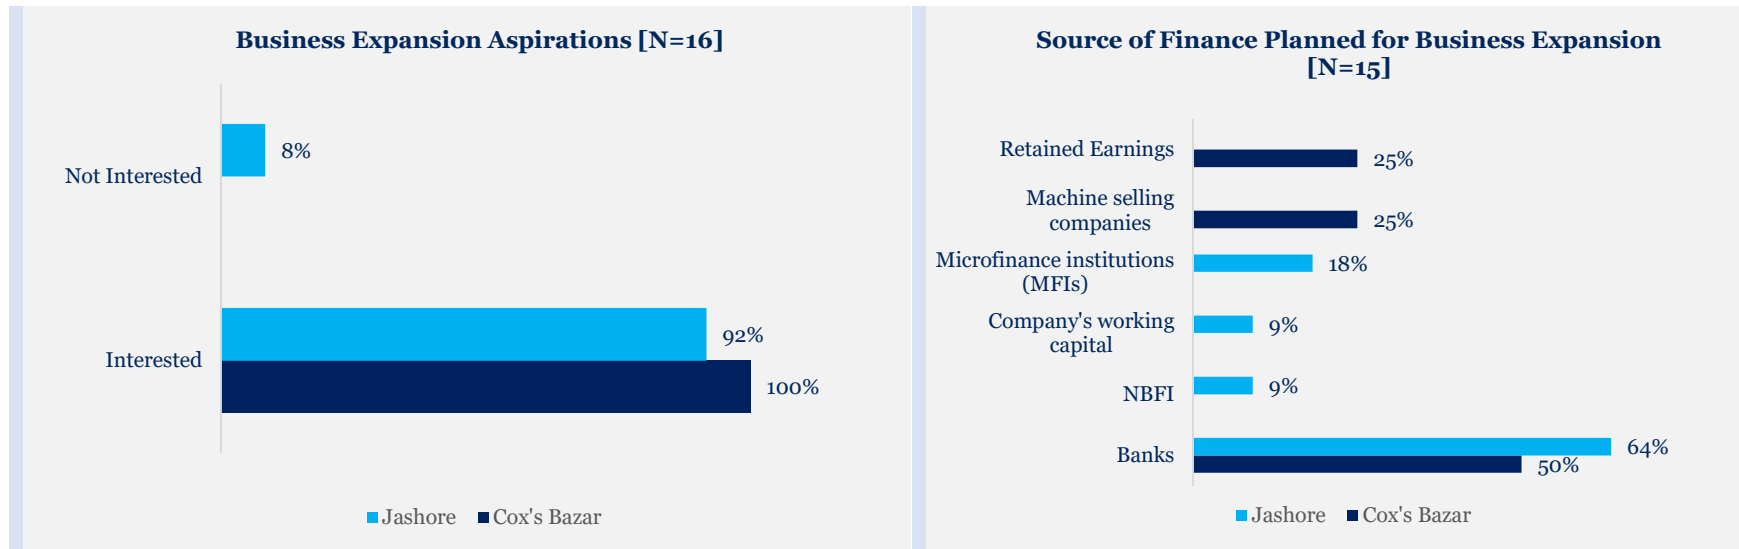 Business Expansion Aspirations [N=16]
Not Interested
8%
Interested
92%
100%
Jashore
Cox's Bazar
Source of Finance Planned for Business Expansion
[N=15]
Retained Earnings
25%
Machine selling
companies
25%
Microfinance institutions
(MFIs)
18%
Company's working
capital
9%
NBFI
9%
Banks
64%
50%
Jashore
Cox's Bazar